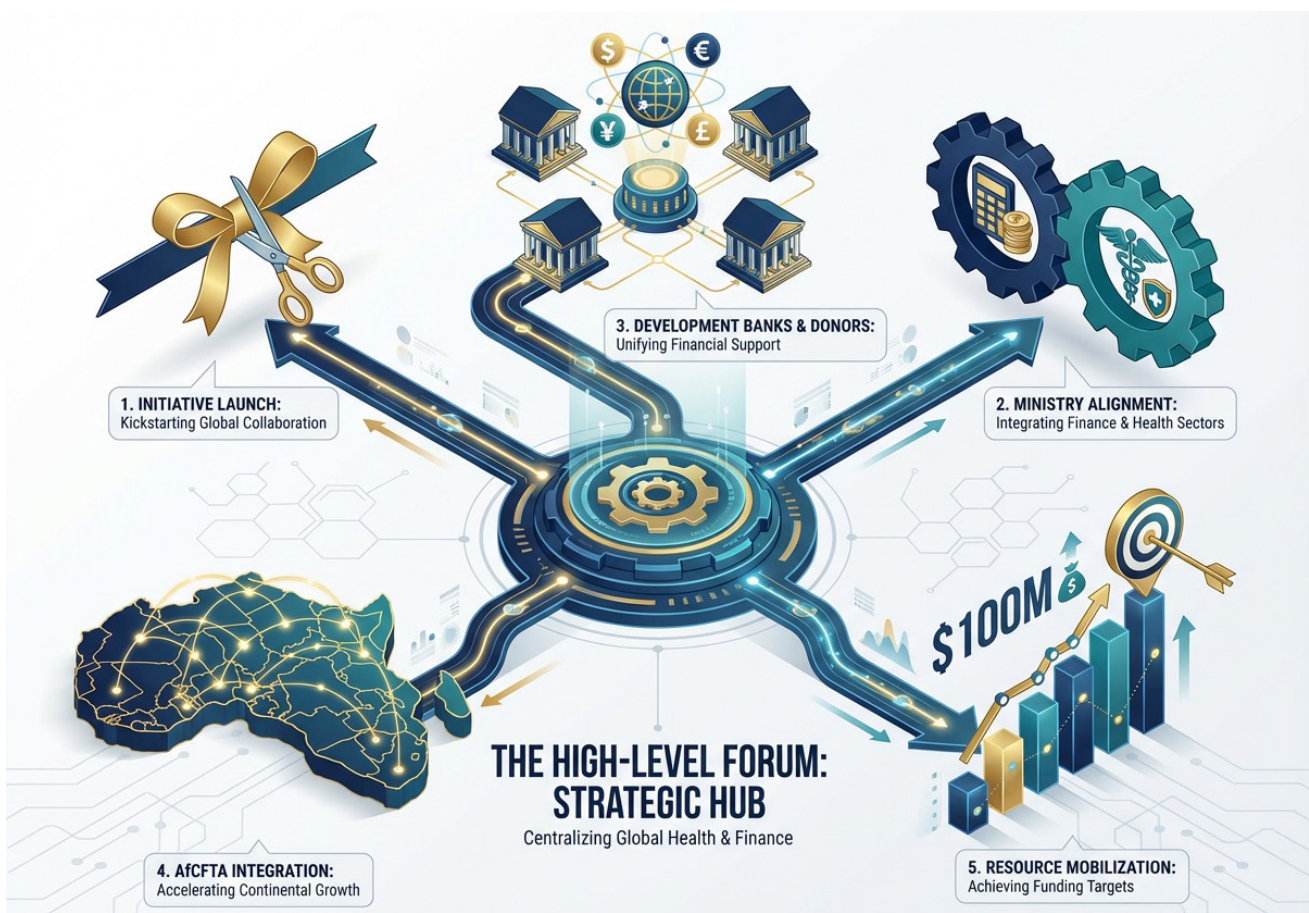 $ €
¥ £
3. DEVELOPMENT BANKS & DONORS:
Unifying Financial Support
1. INITIATIVE LAUNCH:
Kickstarting Global Collaboration
2. MINISTRY ALIGNMENT:
Integrating Finance & Health Sectors
$100M
$
THE HIGH-LEVEL FORUM:
STRATEGIC HUB
Centralizing Global Health & Finance
4. AfCFTA INTEGRATION:
Accelerating Continental Growth
5. RESOURCE MOBILIZATION:
Achieving Funding Targets